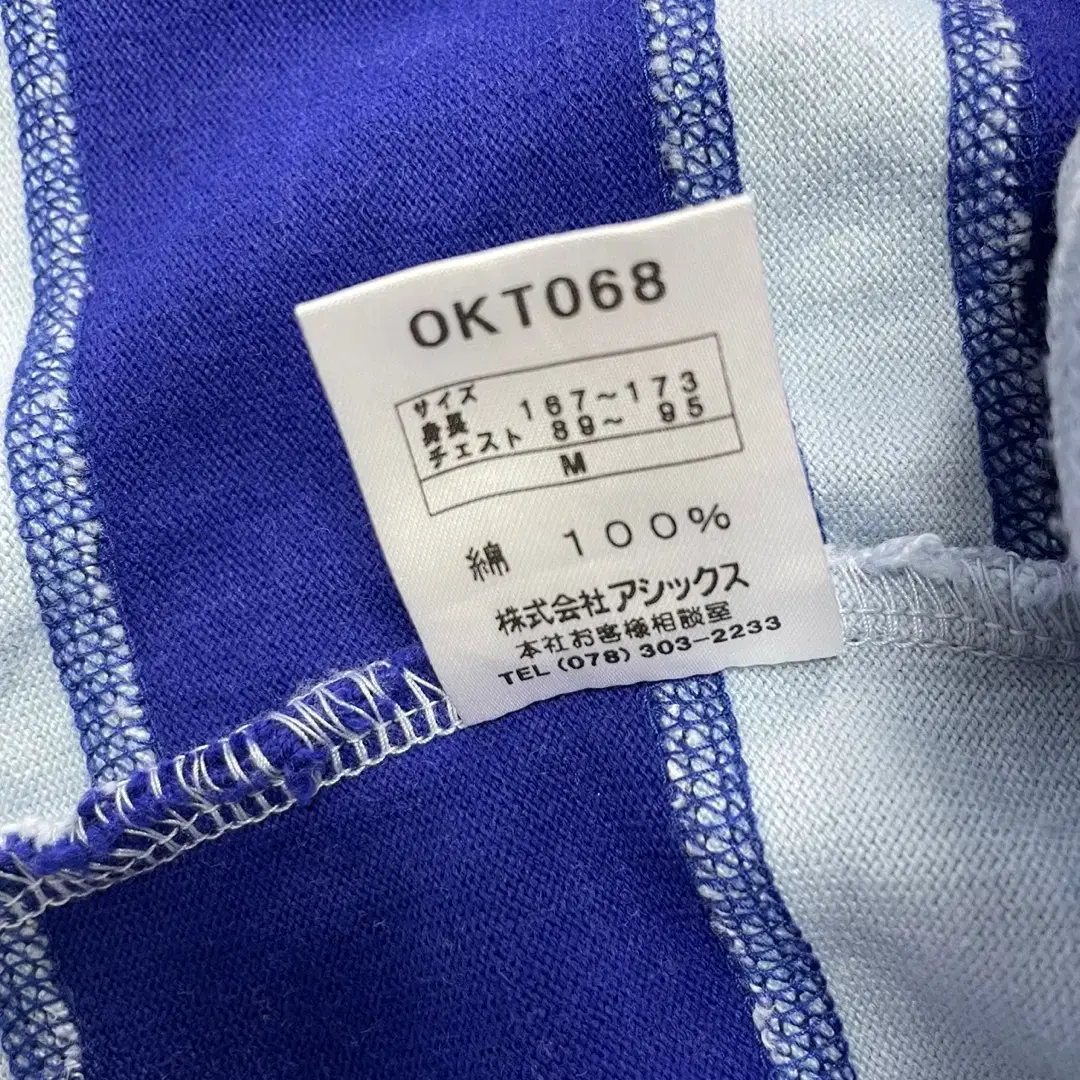 OKT068
サイズ
身長 167～173
チェスト 89～ 95
M
綿 100％
株式会社アシックス
本社お客様相談室
TEL (078) 303-2233